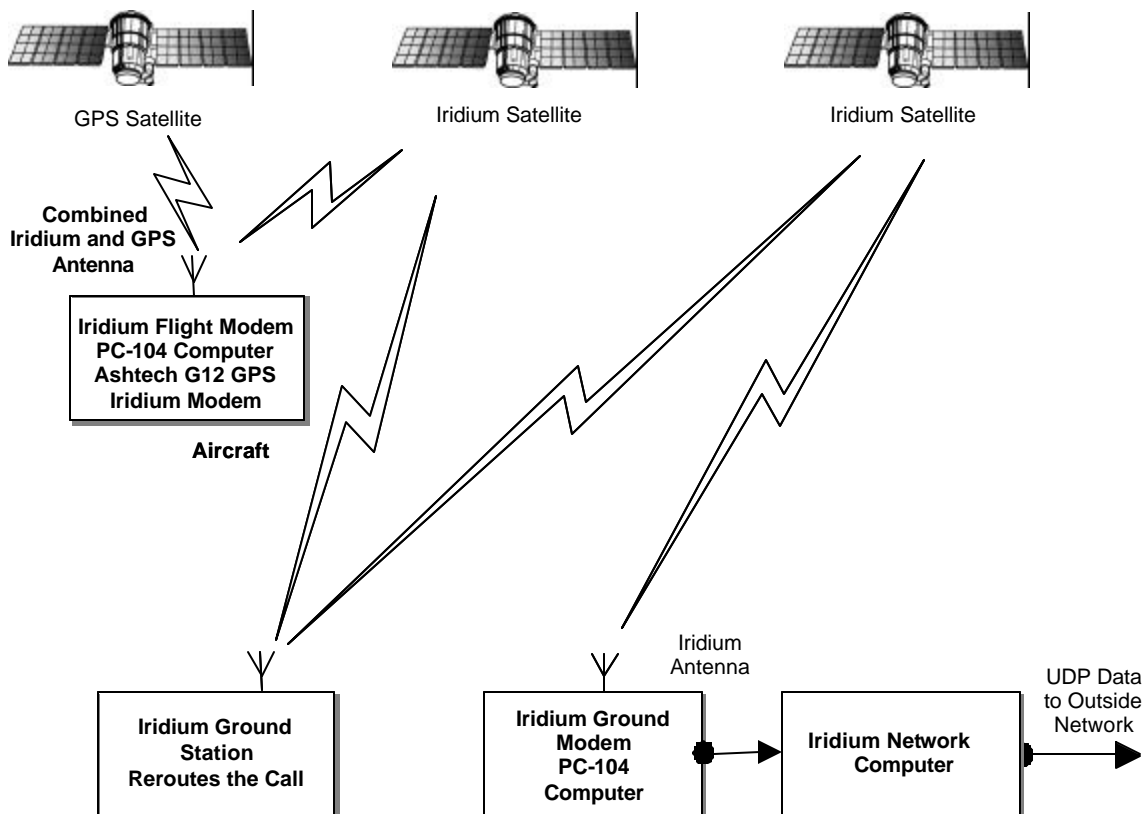 GPS Satellite
Iridium Satellite
Iridium Satellite
Combined
Iridium and GPS
Antenna
Iridium Flight Modem
PC-104 Computer
Ashtech G12 GPS
Iridium Modem
Aircraft
Iridium
Antenna
UDP Data
to Outside
Network
Iridium Ground
Station
Reroutes the Call
Iridium Ground
Modem
PC-104
Computer
Iridium Network
Computer